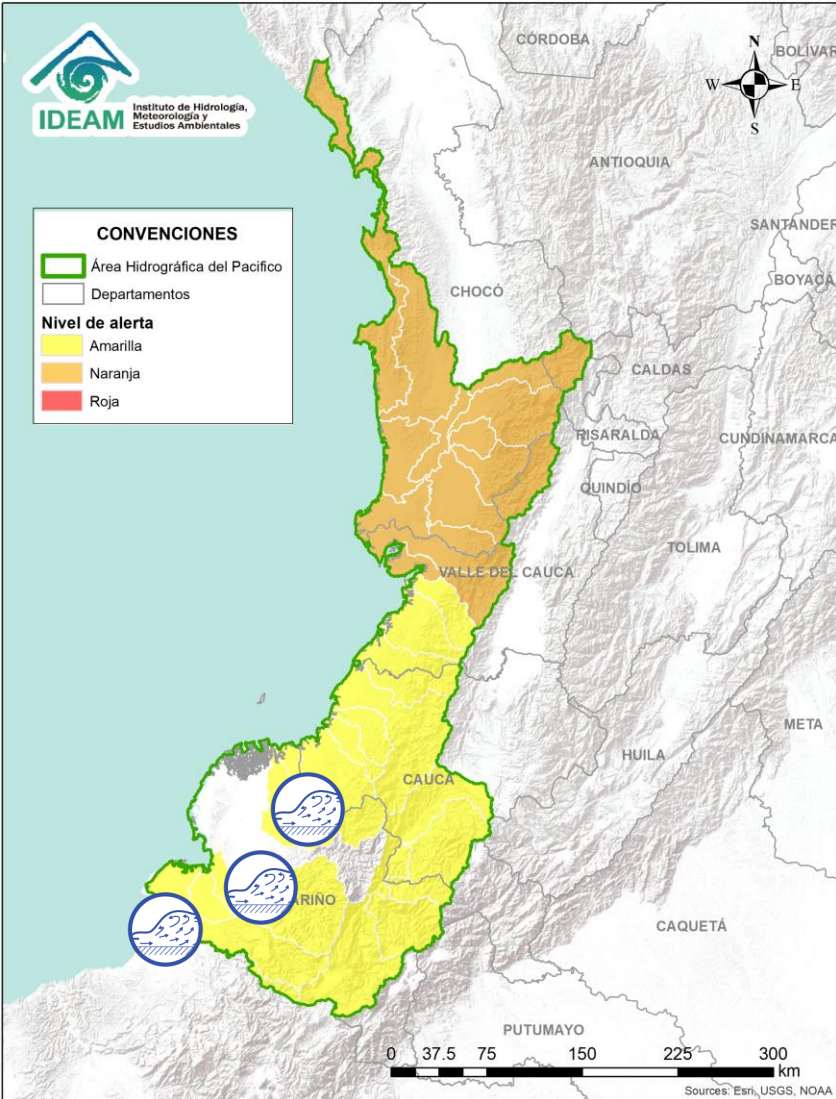 IDEAM
Instituto de Hidrología,
Meteorología y
Estudios Ambientales
CÓRDOBA
BOLÍVAR
N
W
E
S
ANTIOQUIA
SANTANDER
BOYACÁ
CONVENCIONES
Área Hidrográfica del Pacifico
Departamentos
Nivel de alerta
Amarilla
Naranja
Roja
CHOCÓ
CALDAS
RISARALDA
CUNDINAMARCA
QUINDÍO
TOLIMA
VALLE DEL CAUCA
META
HUILA
CAUCA
ARIÑO
CAQUETÁ
PUTUMAYO
0 37.5 75 150 225 300
km
Sources: Esri, USGS, NOAA